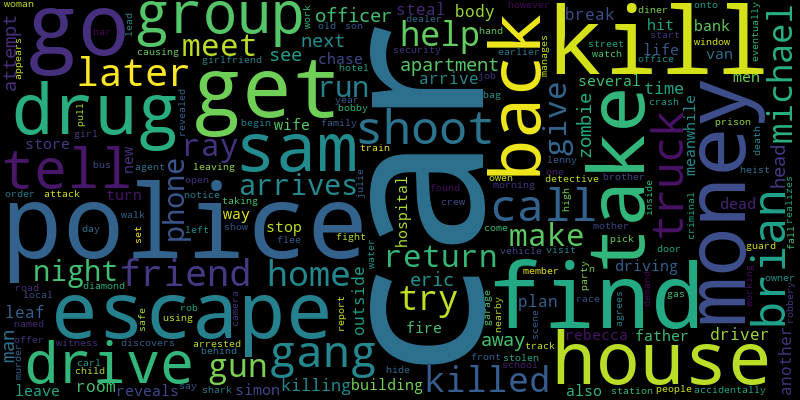 woman
go
group
officer
steal
dealer
however
diner
onto
bar
work
old
son
break
hit
bank
start
attempt
appears
causing
lead
meet
see
next
girlfriend
security
hand
help
body
earlier
manages
kill
street
watch
life
window
office
eventually
later
get
run
chase
hotel
apartment
arrive
job
bag
back
give
several
van
men
michael
drug
pull
revealed
wife
year
bobby
car
shoot
zombie
time
crash
prison
store
girl
ray
sam
begin
family
train
lenny
take
meanwhile
money
death
heist
head
tell
new
bus
agent
leaving
arrives
julie
hospital
owen
morning
one
detective
brother
truck
dead
realizes
fall
order
attack
turn
phone
open
notice
taking
way
found
crew
high
call
inside
mother
pick
door
criminal
guard
brian
police
walk
set
day
left
show
stop
flee
fight
water
return
make
come
vehicle
visit
driving
night
friend
home
outside
eric
try
member
party
n
find
road
local
diamond
rob
camera
report
plan
garage
nearby
scene
race
agrees
gas
demand
working
owner
robbery
leaf
named
safe
using
escape
simon
fire
away
track
rebecca
father
driver
another
man
offer
witness
discovers
arrested
behind
gang
front
stolen
school
house
murder
drive
carl
child
gun
killing
building
hide
killed
leave
room
reveals
say
shark
also
station
people
accidentally